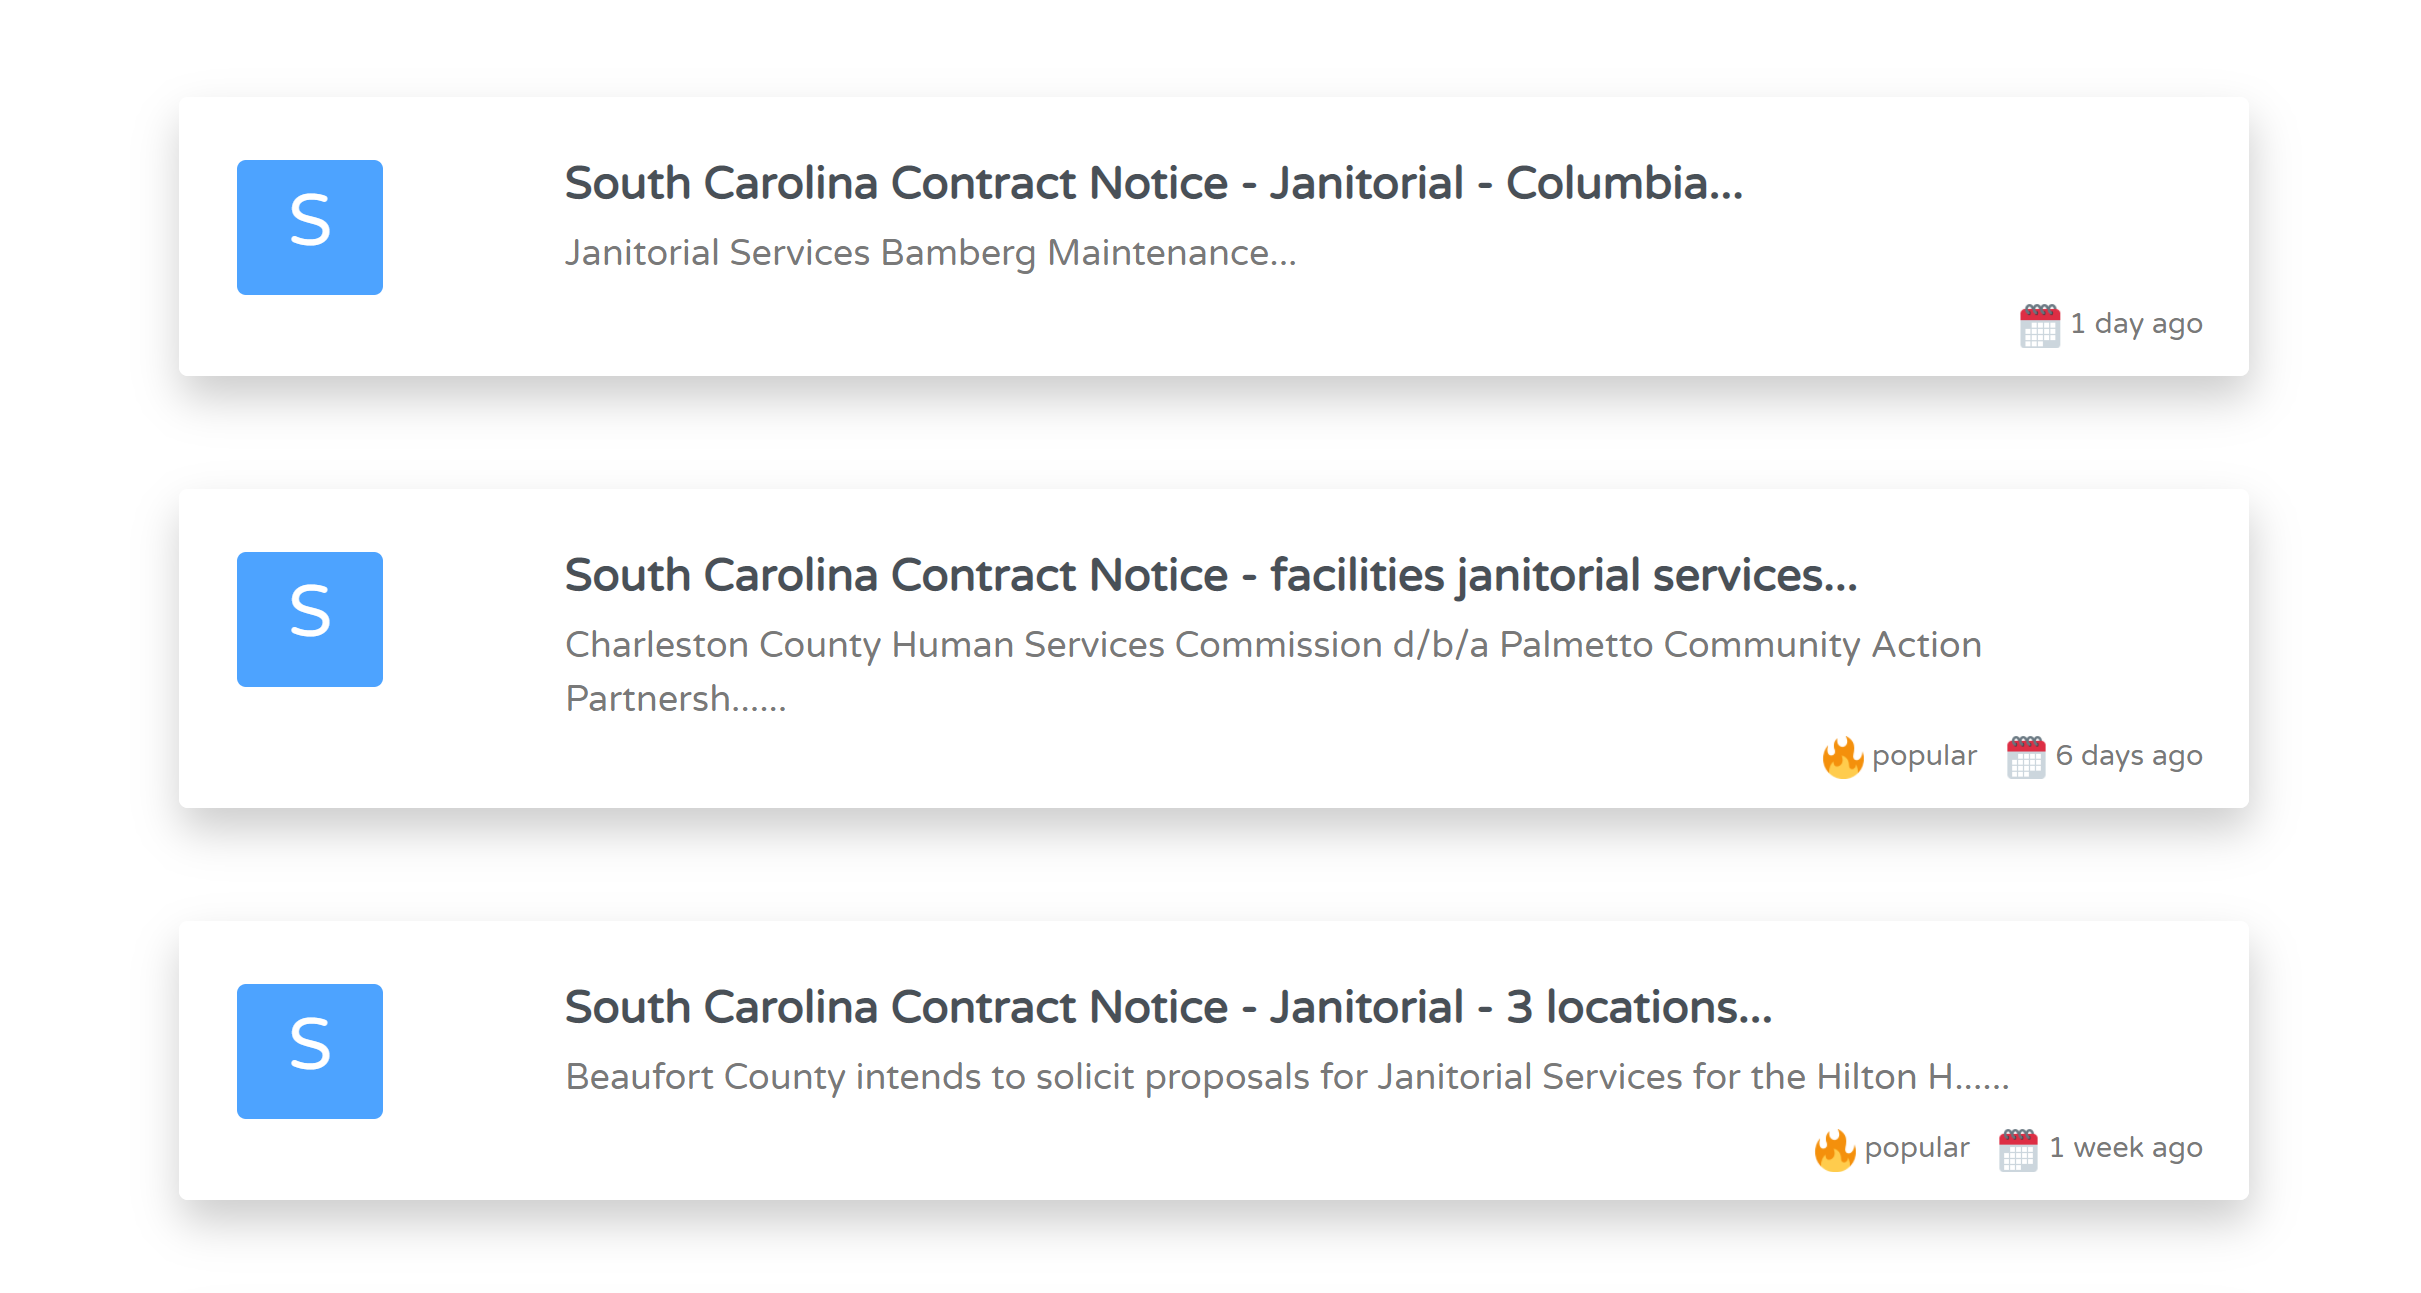 S
South Carolina Contract Notice - Janitorial - Columbia...
Janitorial Services Bamberg Maintenance...
1 day ago
S
South Carolina Contract Notice - facilities janitorial services...
Charleston County Human Services Commission d/b/a Palmetto Community Action
Partnersh......
popular 6 days ago
S
South Carolina Contract Notice - Janitorial - 3 locations...
Beaufort County intends to solicit proposals for Janitorial Services for the Hilton H......
popular 1 week ago